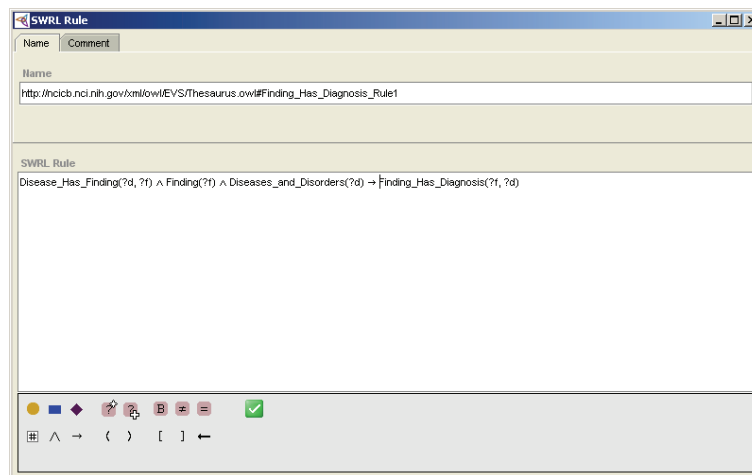 SWRL Rule
Name Comment
Name
http://ncicb.nci.nih.gov/xml/owl/EVS/Thesaurus.owl#Finding_Has_Diagnosis_Rule1
SWRL Rule
Disease_Has_Finding(?d, ?f) ∧ Finding(?f) ∧ Diseases_and_Disorders(?d) → Finding_Has_Diagnosis(?f, ?d)
? ? B ≠ =
# ∧ → ( ) [ ] ←